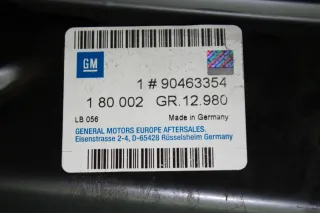 GM
1 # 90463354
1 80 002 GR.12.980
LB 056 Made in Germany
GENERAL MOTORS EUROPE AFTERSALES.
Eisenstrasse 2-4, D-65428 Rüsselsheim Germany